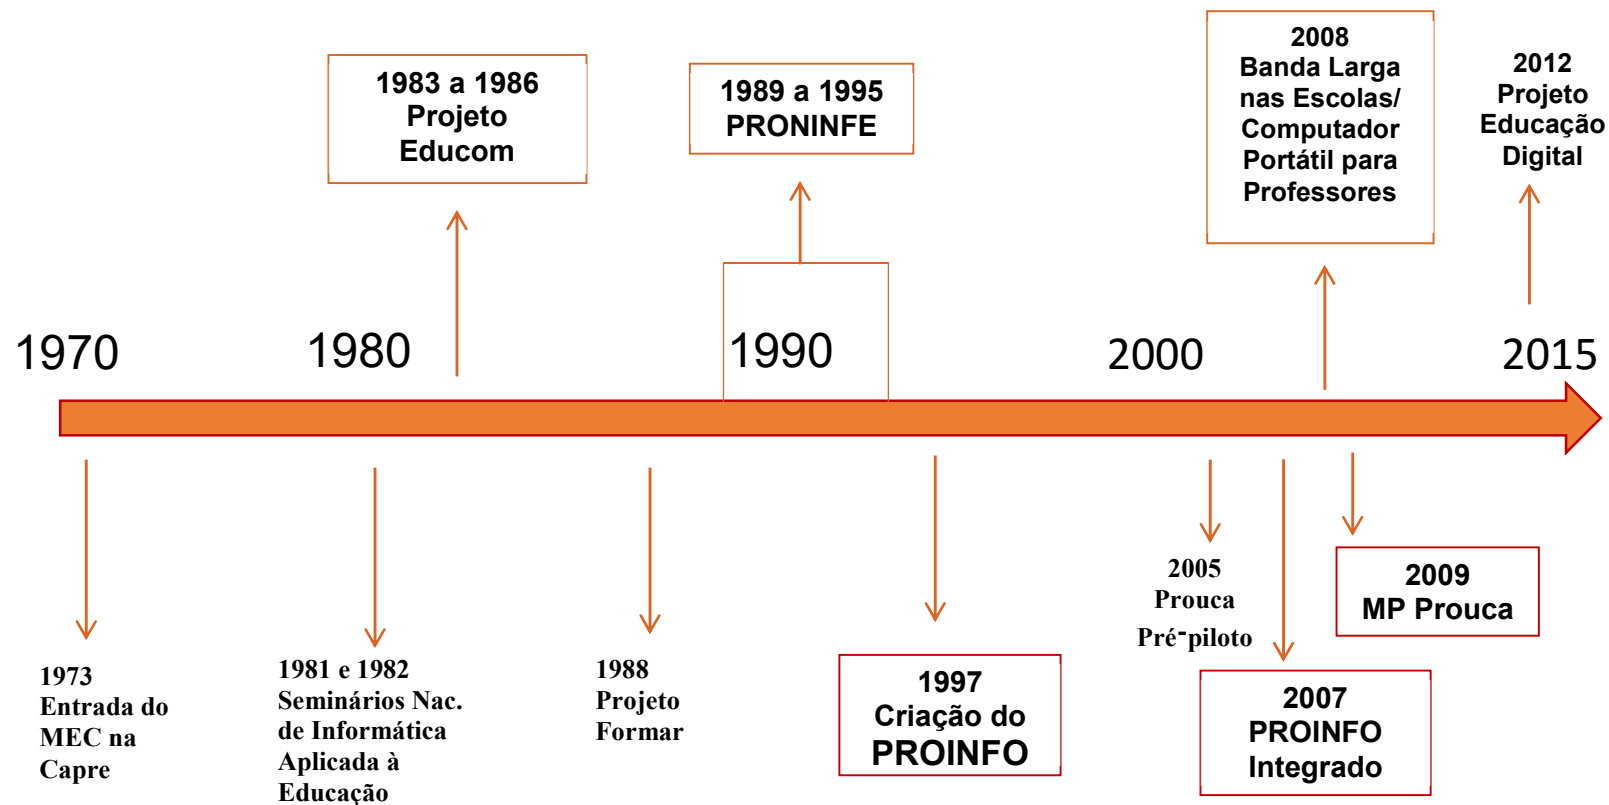 1983 a 1986
Projeto
Educom
1989 a 1995
PRONINFE
2008
Banda Larga
nas Escolas/
Computador
Portátil para
Professores
2012
Projeto
Educação
Digital
1970
1980
1990
2000
2015
1973
Entrada do
MEC na
Capre
1981 e 1982
Seminários Nac.
de Informática
Aplicada à
Educação
1988
Projeto
Formar
1997
Criação do
PROINFO
2005
Prouca
Pré-piloto
2007
PROINFO
Integrado
2009
MP Prouca